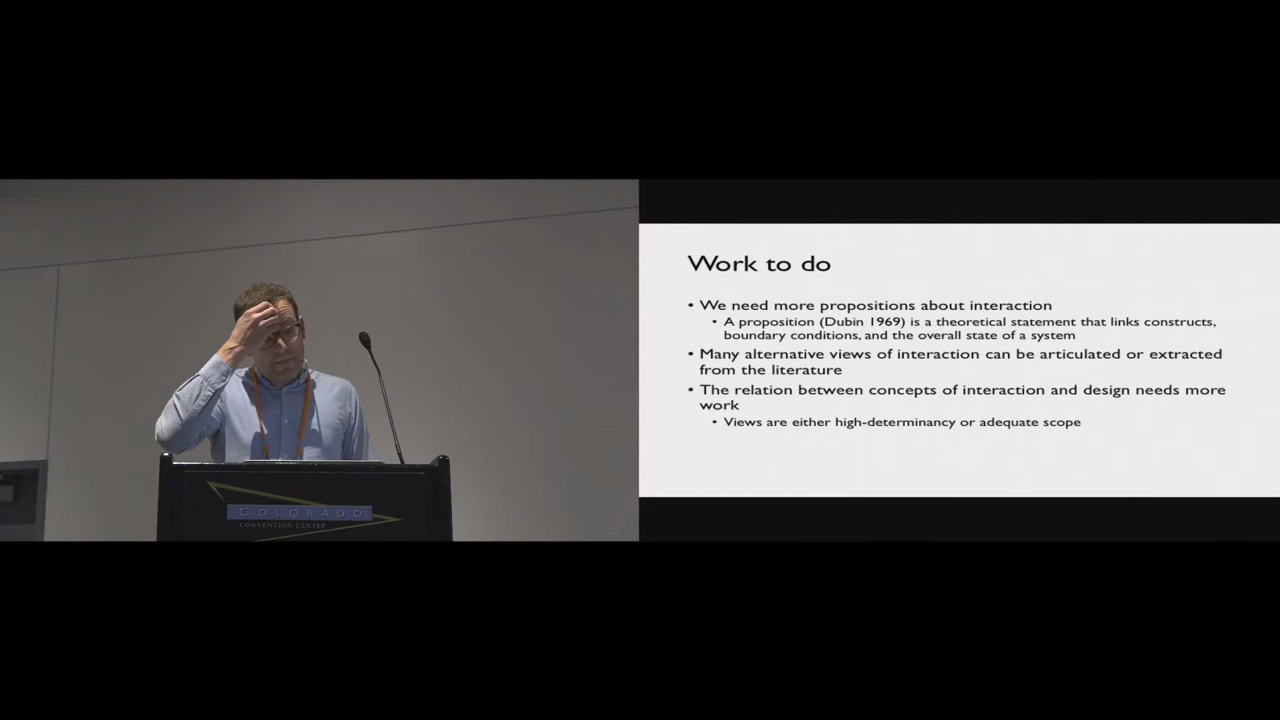 COLORADO
CONVENTION CENTER
Work to do
• We need more propositions about interaction
• A proposition (Dubin 1969) is a theoretical statement that links constructs,
boundary conditions, and the overall state of a system
• Many alternative views of interaction can be articulated or extracted
from the literature
• The relation between concepts of interaction and design needs more
work
• Views are either high-determinancy or adequate scope